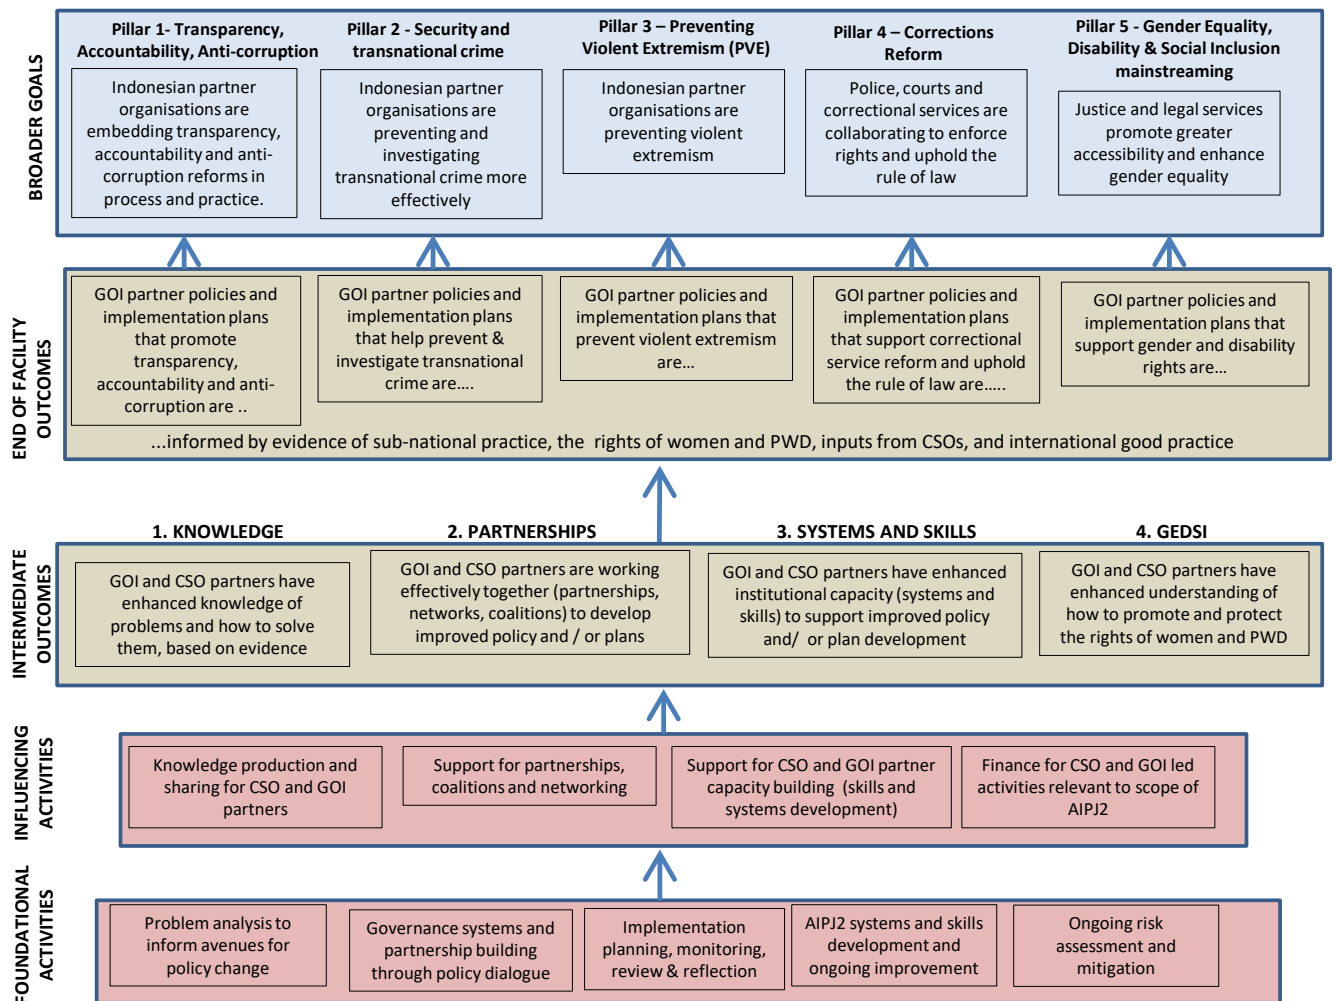 BROADER GOALS
Pillar 1- Transparency,
Accountability, Anti-corruption
Indonesian partner
organisations are
embedding transparency,
accountability and anti-
corruption reforms in
process and practice.
Pillar 2 - Security and
transnational crime
Indonesian partner
organisations are
preventing and
investigating
transnational crime more
effectively
Pillar 3 – Preventing
Violent Extremism (PVE)
Indonesian partner
organisations are
preventing violent
extremism
Pillar 4 – Corrections
Reform
Police, courts and
correctional services are
collaborating to enforce
rights and uphold the
rule of law
Pillar 5 - Gender Equality,
Disability & Social Inclusion
mainstreaming
Justice and legal services
promote greater
accessibility and enhance
gender equality
END OF FACILITY
OUTCOMES
GOI partner policies and
implementation plans
that promote
transparency,
accountability and anti-
corruption are ..
GOI partner policies and
implementation plans
that help prevent &
investigate transnational
crime are....
GOI partner policies and
implementation plans that
prevent violent extremism
are...
GOI partner policies and
implementation plans
that support correctional
service reform and uphold
the rule of law are.....
GOI partner policies and
implementation plans that
support gender and disability
rights are...
...informed by evidence of sub-national practice, the rights of women and PWD, inputs from CSOs, and international good practice
INTERMEDIATE
OUTCOMES
1. KNOWLEDGE
GOI and CSO partners have
enhanced knowledge of
problems and how to solve
them, based on evidence
2. PARTNERSHIPS
GOI and CSO partners are working
effectively together (partnerships,
networks, coalitions) to develop
improved policy and / or plans
3. SYSTEMS AND SKILLS
GOI and CSO partners have enhanced
institutional capacity (systems and
skills) to support improved policy
and/ or plan development
4. GEDSI
GOI and CSO partners have
enhanced understanding of
how to promote and protect
the rights of women and PWD
INFLUENCING
ACTIVITIES
Knowledge production and
sharing for CSO and GOI
partners
Support for partnerships,
coalitions and networking
Support for CSO and GOI partner
capacity building (skills and
systems development)
Finance for CSO and GOI led
activities relevant to scope of
AIPJ2
FOUNDATIONAL
ACTIVITIES
Problem analysis to
inform avenues for
policy change
Governance systems and
partnership building
through policy dialogue
Implementation
planning, monitoring,
review & reflection
AIPJ2 systems and skills
development and
ongoing improvement
Ongoing risk
assessment and
mitigation